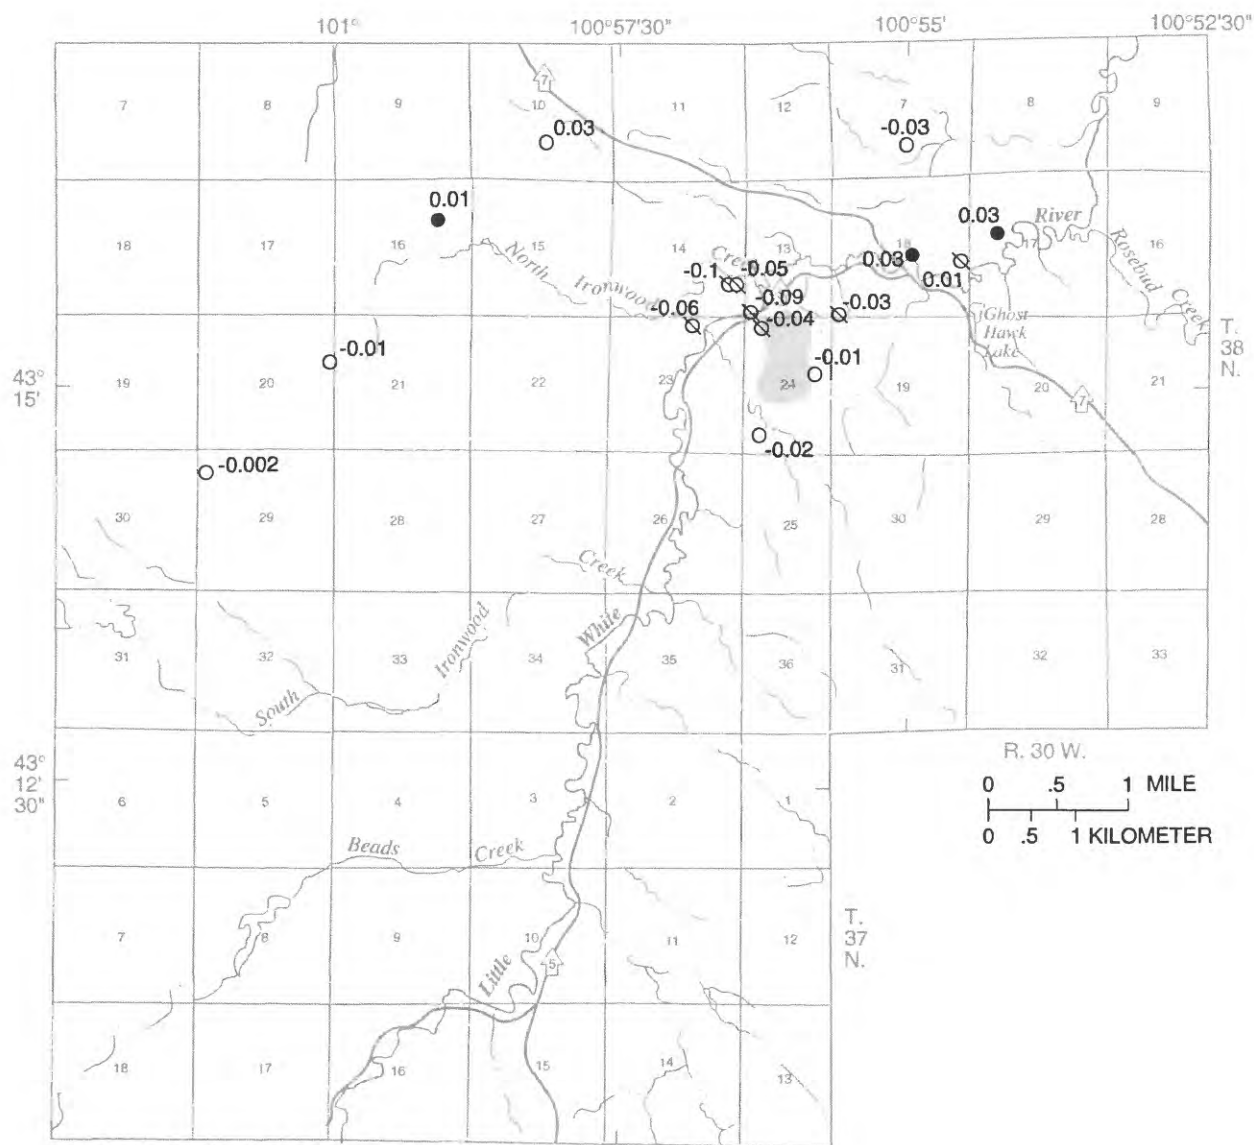 101° 100°57'30" 100°55' 100°52'30"
7
7 8 9 10 11 12 7 8 9
0.03 -0.03
0.01 0.03
River
18 17 16 15 14 13 18 17 16
North Ironwood Creek
Rosebud Creek
0.03 0.01
-0.1 -0.05
-0.06 -0.09 -0.03
-0.04
Ghost
Hawk
Lake
T.
38
N.
-0.01 -0.01
43°
15'
19 20 21 22 23 24 19 20 21
7
-0.02
-0.002
30 29 28 27 26 25 30 29 28
Creek
White
31 32 33 34 35 36 31 32 33
South Ironwood
R. 30 W.
43°
12'
30"
0 .5 1 MILE
0 .5 1 KILOMETER
6 5 4 3 2 1
Beads Creek
T.
37
N.
7 8 9 10 11 12
Little
5
18 17 16 15 14 13